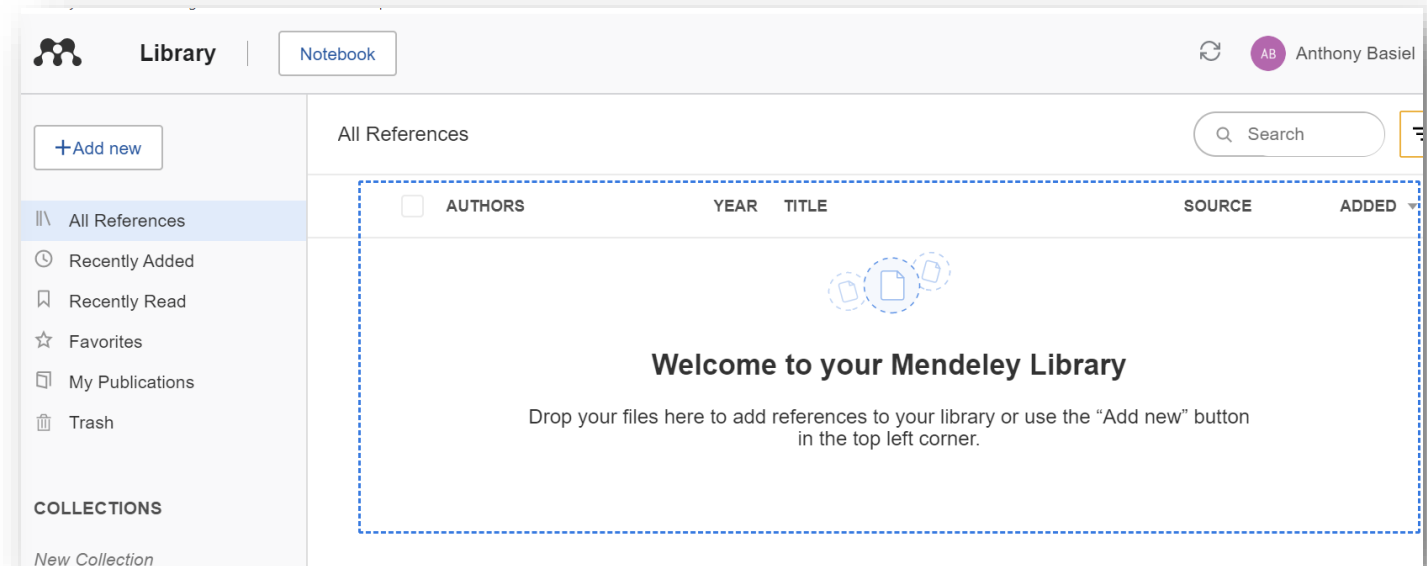 Library
Notebook
AB
Anthony Basiel
+Add new
All References
Search
All References
Recently Added
Recently Read
Favorites
My Publications
Trash
COLLECTIONS
New Collection
AUTHORS YEAR TITLE SOURCE ADDED
Welcome to your Mendeley Library
Drop your files here to add references to your library or use the “Add new” button
in the top left corner.